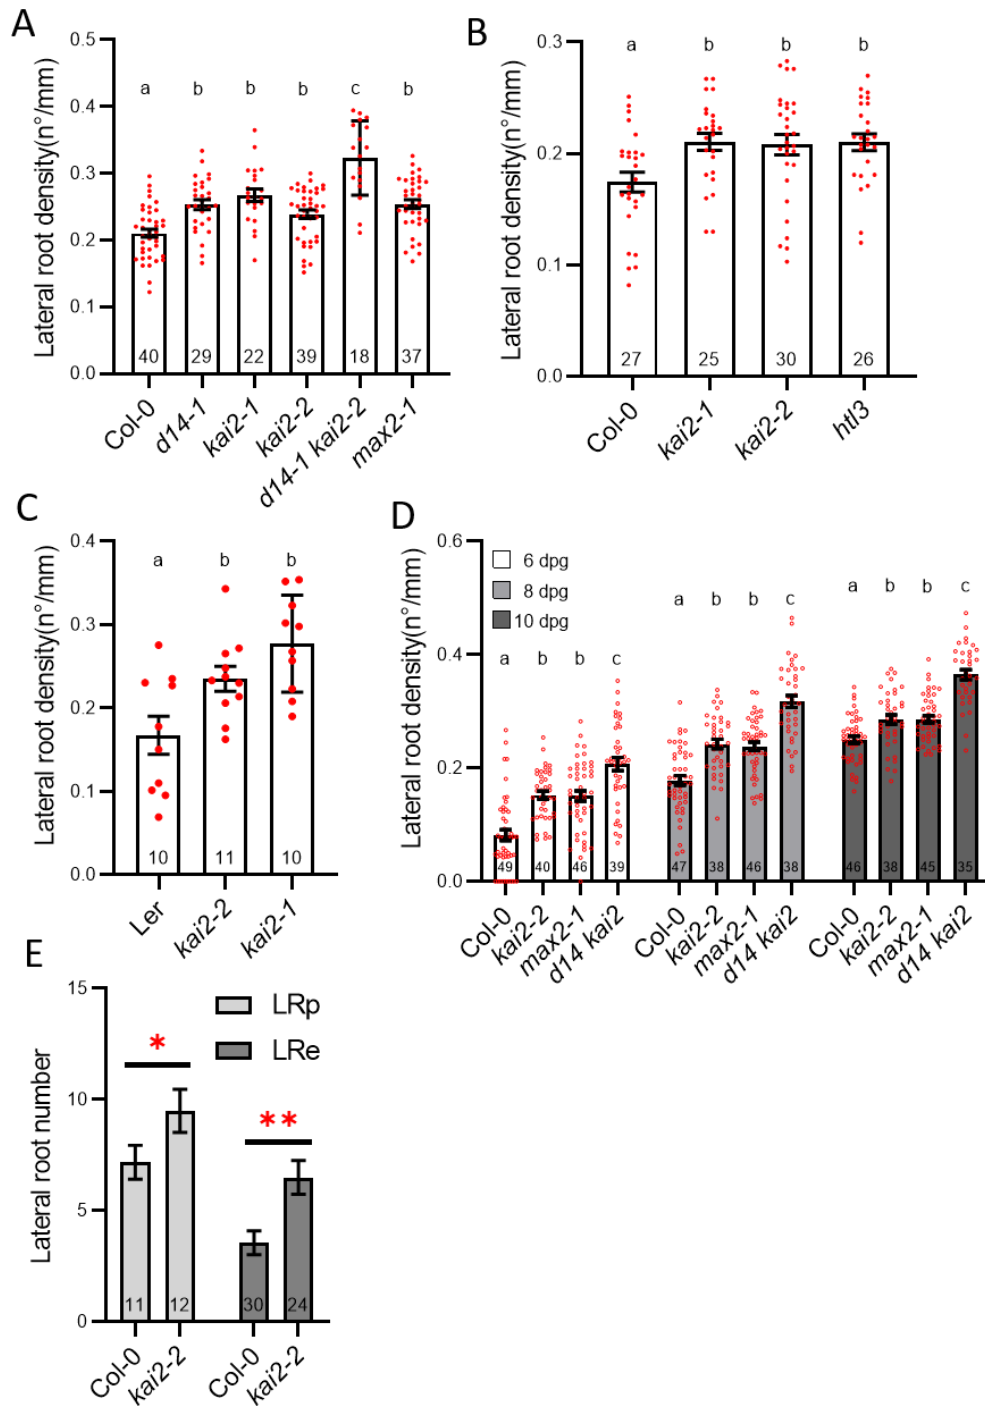 A
Lateral root density(n°/mm)
0.5
0.4
0.3
0.2
0.1
0.0
a b b b c b
40 29 22 39 18 37
Col-0
d14-1
kai2-1
kai2-2
d14-1 kai2-2
max2-1
B
Lateral root density(n°/mm)
0.3
0.2
0.1
0.0
a b b b
27 25 30 26
Col-0
kai2-1
kai2-2
htl3
C
Lateral root density(n°/mm)
0.4
0.3
0.2
0.1
0.0
a b b
10 11 10
Ler
kai2-2
kai2-1
D
Lateral root density(n°/mm)
0.6
0.4
0.2
0.0
6 dpg
8 dpg
10 dpg
a b b c a b b c a b b c
49 40 46 39 47 38 46 38 46 38 45 35
Col-0
kai2-2
max2-1
d14 kai2
Col-0
kai2-2
max2-1
d14 kai2
Col-0
kai2-2
max2-1
d14 kai2
E
Lateral root number
15
10
5
0
LRp
LRe
*
**
11 12 30 24
Col-0
kai2-2
Col-0
kai2-2